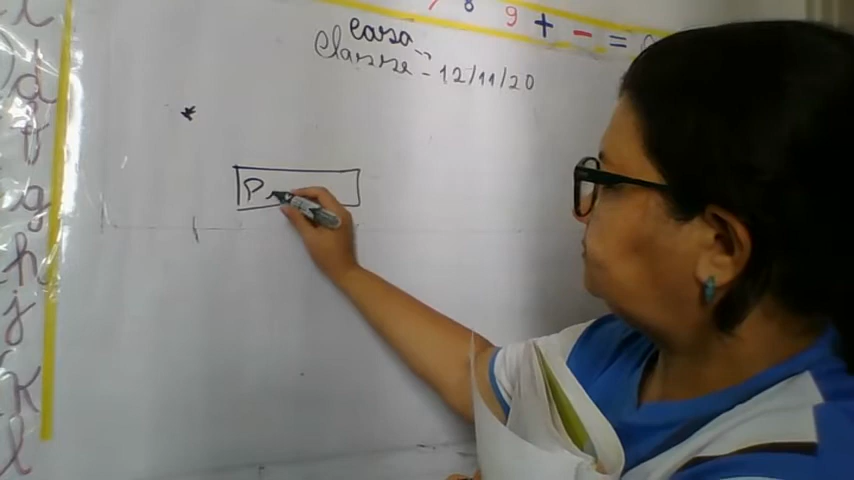 7 8 9 + - =
casa
Classe - 12/11/20
P
d
g
h
j
k
l